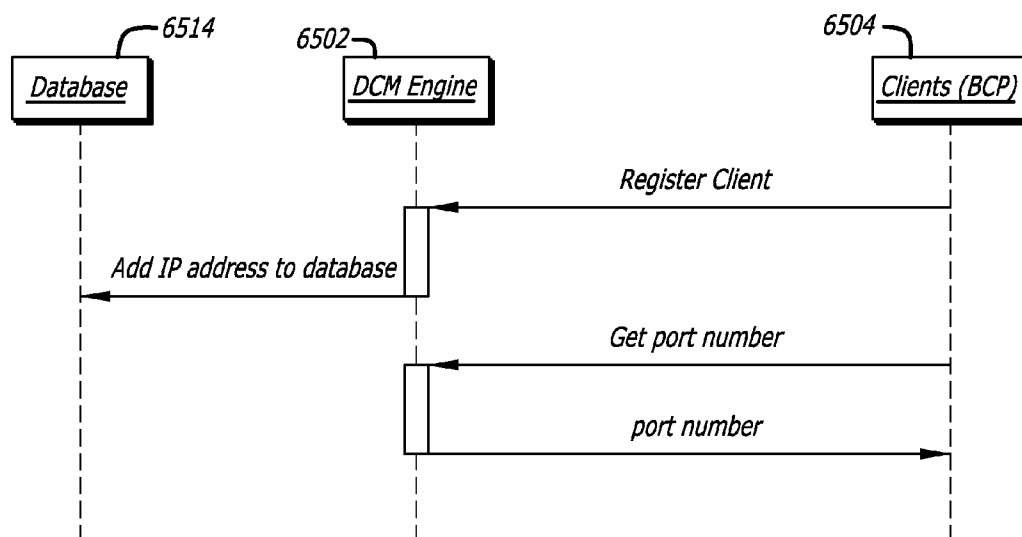 6514
6502
6504
Database
DCM Engine
Clients (BCP)
Register Client
Add IP address to database
Get port number
port number